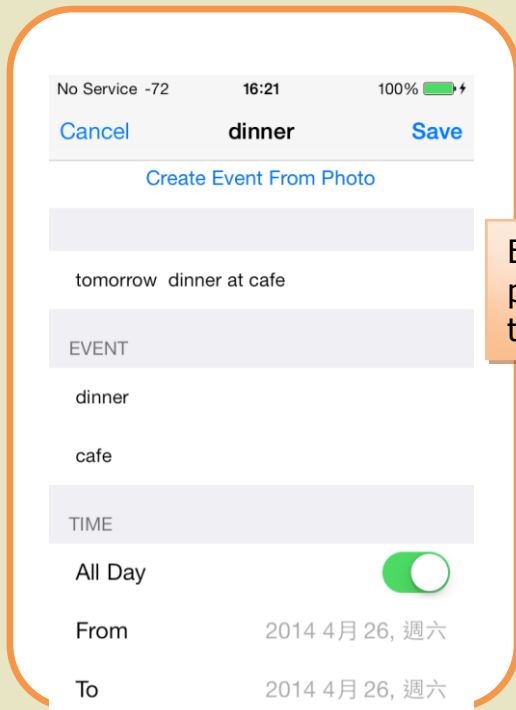 No Service -72 16:21 100%
Cancel dinner Save
Create Event From Photo
tomorrow dinner at cafe
EVENT
dinner
cafe
TIME
All Day
From 2014 4月 26, 週六
To 2014 4月 26, 週六